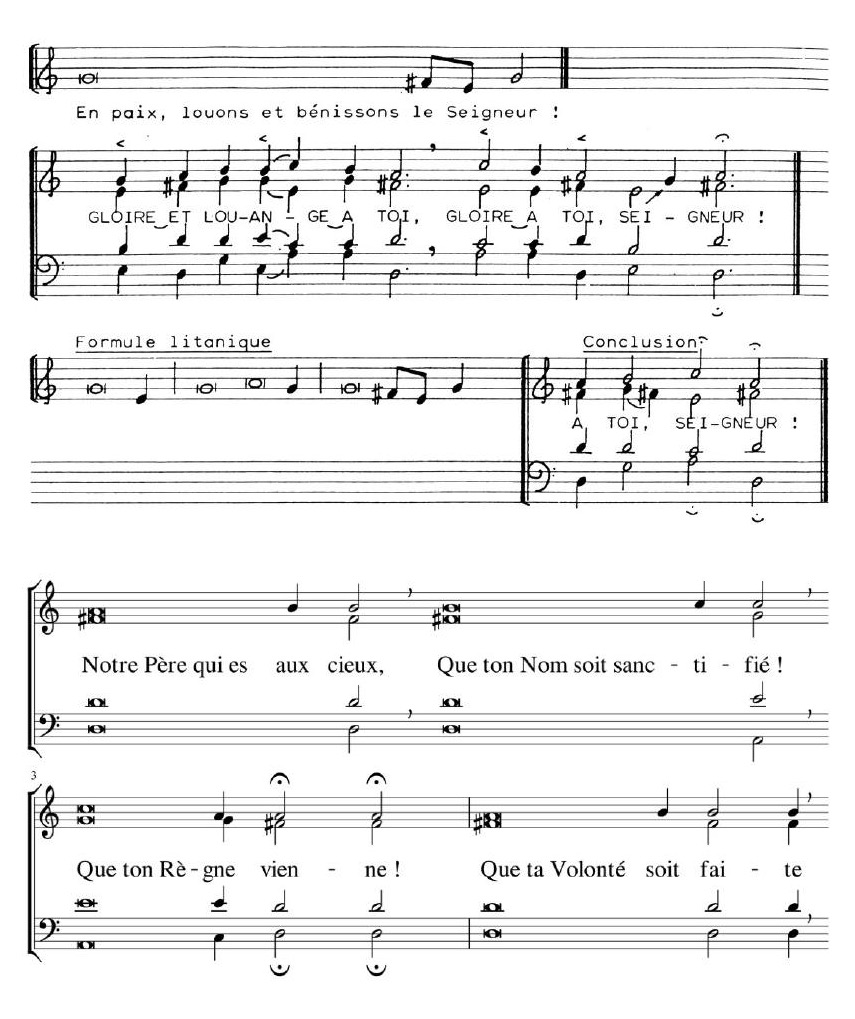 En paix, louons et bénissons le Seigneur !
GLOIRE ET LOU-AN - GE A TOI, GLOIRE A TOI, SEI - GNEUR !
Formule litanique Conclusion
A TOI, SEI-GNEUR !
Notre Père qui es aux cieux, Que ton Nom soit sanc - ti - fié !
3
Que ton Rè - gne vien - ne ! Que ta Volonté soit fai - te